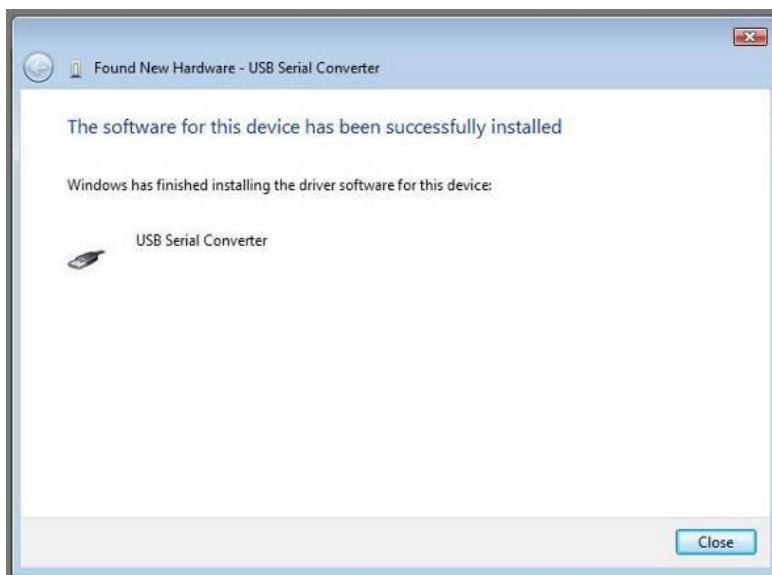 Found New Hardware - USB Serial Converter
The software for this device has been successfully installed
Windows has finished installing the driver software for this device:
USB Serial Converter
Close